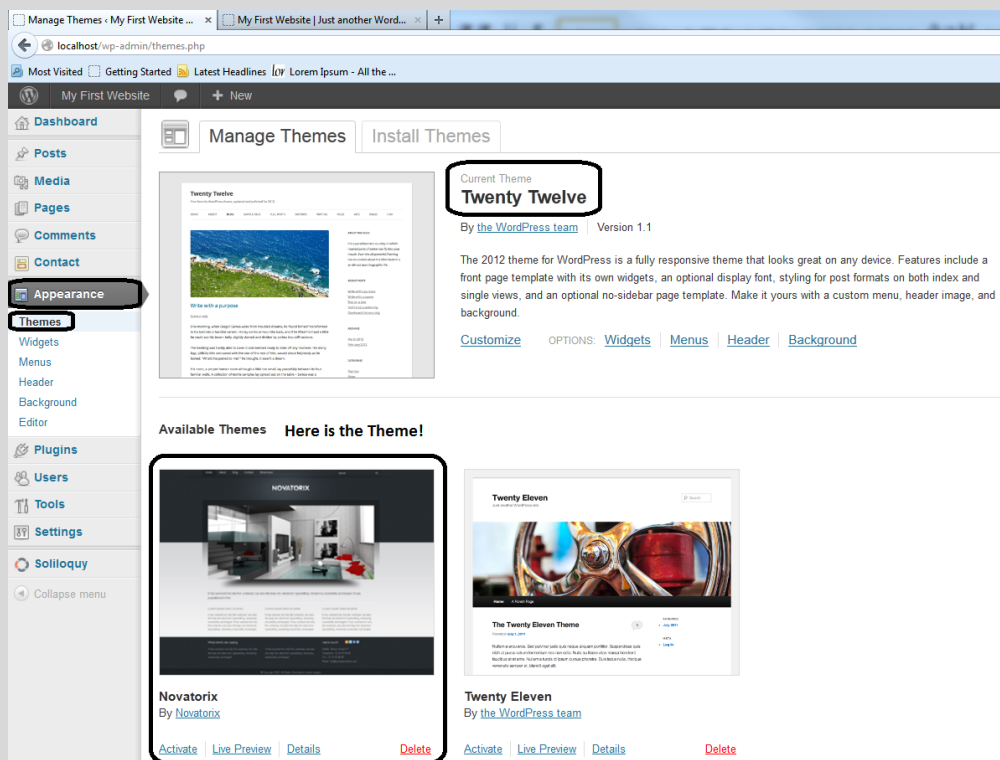 Manage Themes ‹ My First Website ...
My First Website | Just another Word...
localhost/wp-admin/themes.php
Most Visited
Getting Started
Latest Headlines
Lorem Ipsum - All the ...
My First Website
New
Dashboard
Posts
Media
Pages
Comments
Contact
Appearance
Themes
Widgets
Menus
Header
Background
Editor
Plugins
Users
Tools
Settings
Soliloquy
Collapse menu
Manage Themes
Install Themes
Twenty Twelve
Write with a purpose
Current Theme
Twenty Twelve
By the WordPress team
Version 1.1
The 2012 theme for WordPress is a fully responsive theme that looks great on any device. Features include a
front page template with its own widgets, an optional display font, styling for post formats on both index and
single views, and an optional no-sidebar page template. Make it yours with a custom menu, header image, and
background.
Customize
OPTIONS: Widgets
Menus
Header
Background
Available Themes
Here is the Theme!
NOVATORIX
Novatorix
By Novatorix
Activate
Live Preview
Details
Delete
Twenty Eleven
Just another WordPress site
Search
Home
A Parent Page
The Twenty Eleven Theme
Twenty Eleven
By the WordPress team
Activate
Live Preview
Details
Delete